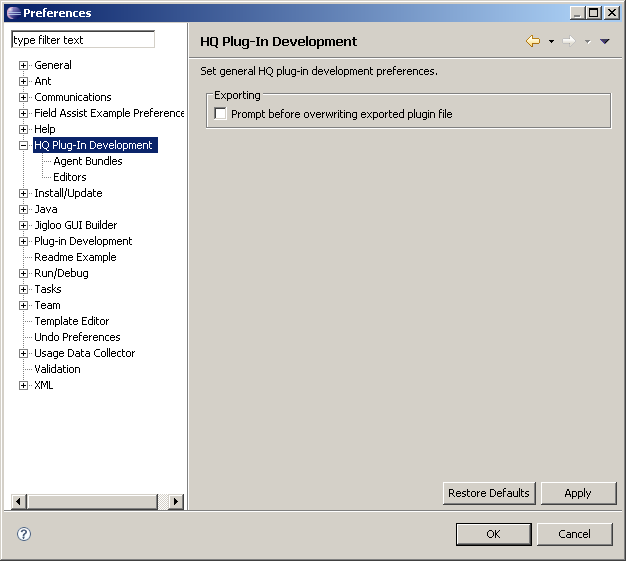 Preferences
type filter text
General
Ant
Communications
Field Assist Example Preference
Help
HQ Plug-In Development
Agent Bundles
Editors
Install/Update
Java
Jigloo GUI Builder
Plug-in Development
Readme Example
Run/Debug
Tasks
Team
Template Editor
Undo Preferences
Usage Data Collector
Validation
XML
HQ Plug-In Development
Set general HQ plug-in development preferences.
Exporting
Prompt before overwriting exported plugin file
Restore Defaults
Apply
?
OK
Cancel